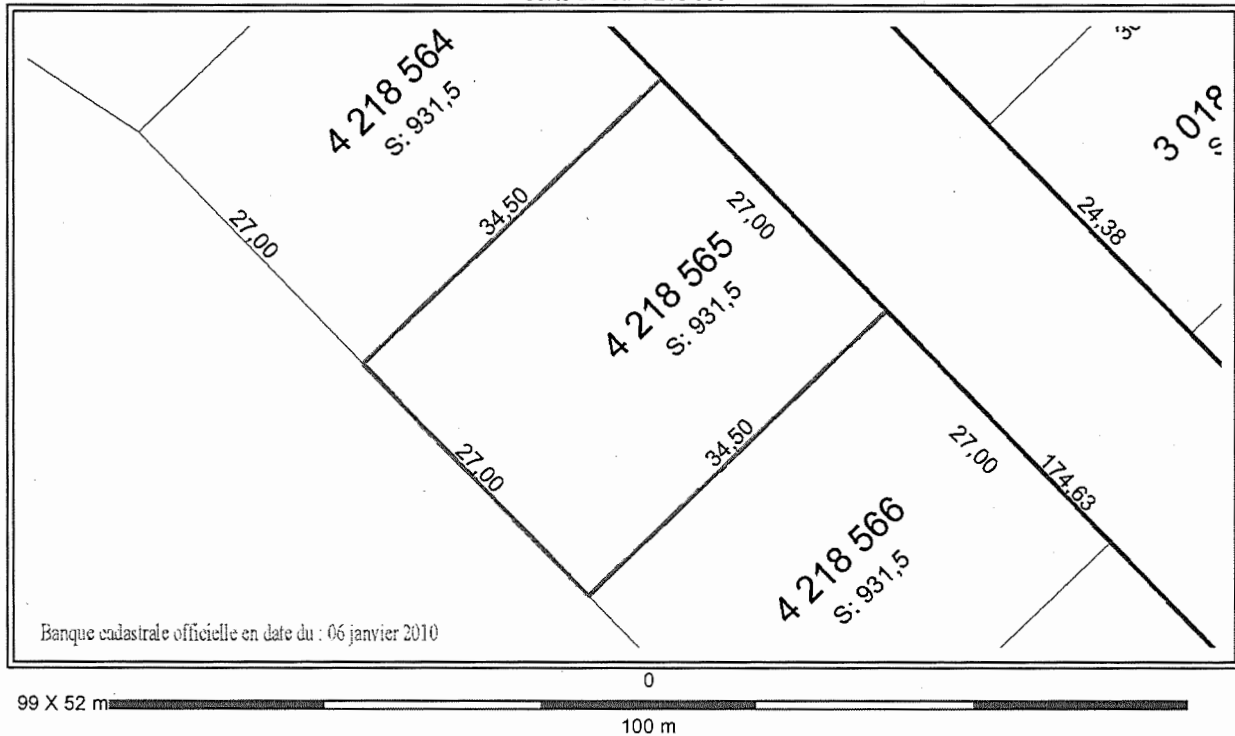 4 218 564
S: 931,5
3 018
27,00
34,50
27,00
24,38
4 218 565
S: 931,5
27,00
34,50
27,00
174,63
4 218 566
S: 931,5
Banque cadastrale officielle en date du : 06 janvier 2010
0
99 X 52 m
100 m